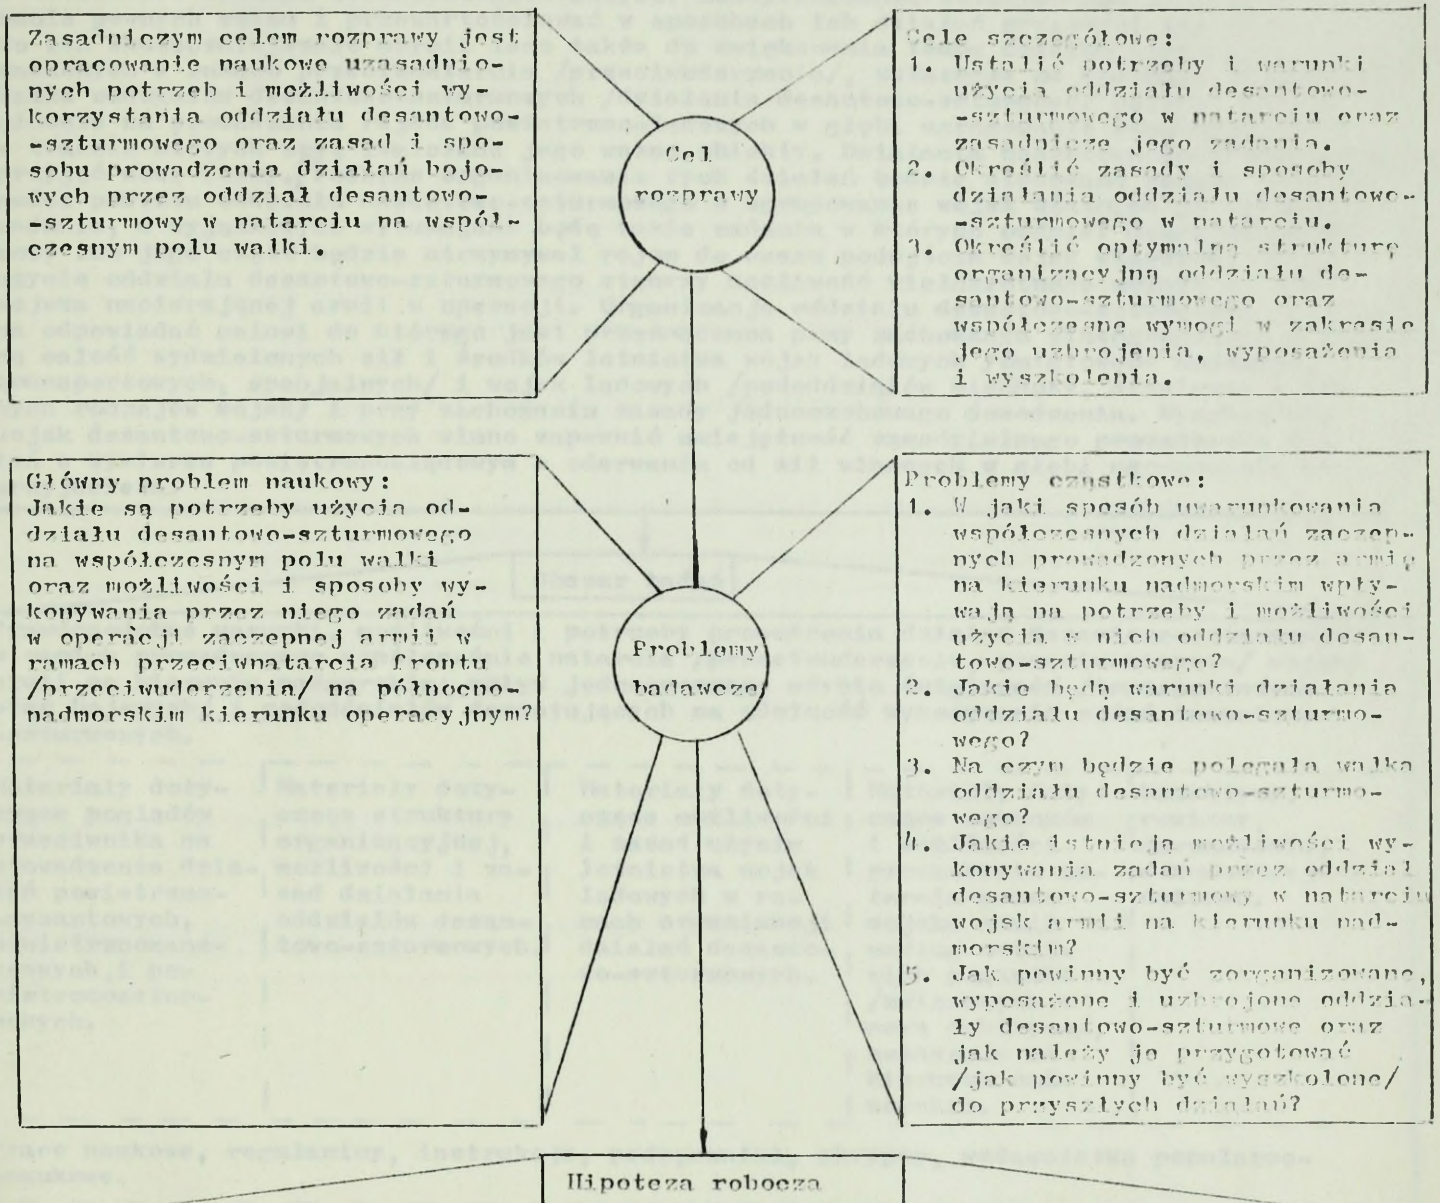 Zasadniczym celem rozprawy jest
opracowanie naukowo uzasadnio-
nych potrzeb i możliwości wy-
korzystania oddziału desantowo-
-szturmowego oraz zasad i spo-
sobu prowadzenia działań bojo-
wych przez oddział desantowo-
-szturmowy w natarciu na współ-
czesnym polu walki.
Cel
rozprawy
Cele szczegółowe:
1. Ustalić potrzeby i warunki
użycia oddziału desantowo-
-szturmowego w natarciu oraz
zasadnicze jego zadania.
2. Określić zasady i sposoby
działania oddziału desantowo-
-szturmowego w natarciu.
3. Określić optymalną strukturę
organizacyjną oddziału de-
santowo-szturmowego oraz
współczesne wymogi w zakresie
jego uzbrojenia, wyposażenia
i wyszkolenia.
Główny problem naukowy:
Jakie są potrzeby użycia od-
działu desantowo-szturmowego
na współczesnym polu walki
oraz możliwości i sposoby wy-
konywania przez niego zadań
w operacji zaczepnej armii w
ramach przeciwnatarcia frontu
/przeciwuderzenia/ na północno-
nadmorskim kierunku operacyjnym?
Problemy
badawcze
Problemy cząstkowe:
1. W jaki sposób uwarunkowania
współczesnych działań zaczep-
nych prowadzonych przez armię
na kierunku nadmorskim wpły-
wają na potrzeby i możliwości
użycia w nich oddziału desan-
towo-szturmowego?
2. Jakie będą warunki działania
oddziału desantowo-szturmo-
wego?
3. Na czym będzie polegała walka
oddziału desantowo-szturmo-
wego?
4. Jakie istnieją możliwości wy-
konywania zadań przez oddział
desantowo-szturmowy w natarciu
wojsk armii na kierunku nad-
morskim?
5. Jak powinny być zorganizowane,
wyposażone i uzbrojone oddzia-
ły desantowo-szturmowe oraz
jak należy je przygotować
/jak powinny być wyszkolone/
do przyszłych działań?
Hipoteza robocza